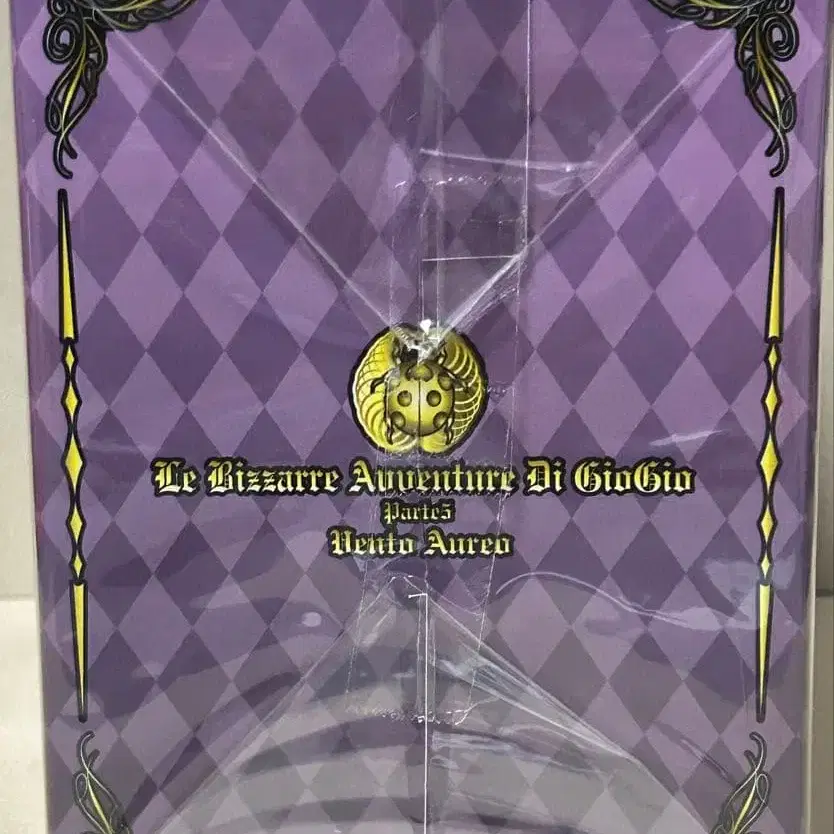 Le Bizzarre Avventure Di GioGio
Parte5
Vento Aureo